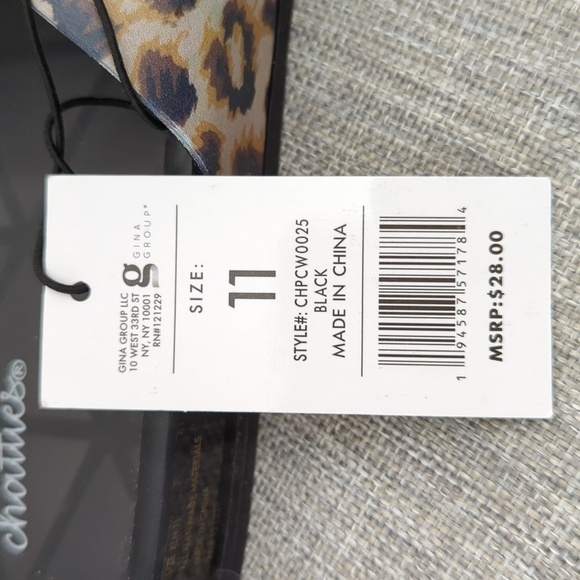 GINA GROUP LLC
10 WEST 33RD ST
NY, NY 10001
RN#121229
g
GINA
GROUP®
SIZE:
11
STYLE#: CHPCW0025
BLACK
MADE IN CHINA
1 94587 57178 4
MSRP:$28.00
chatties®